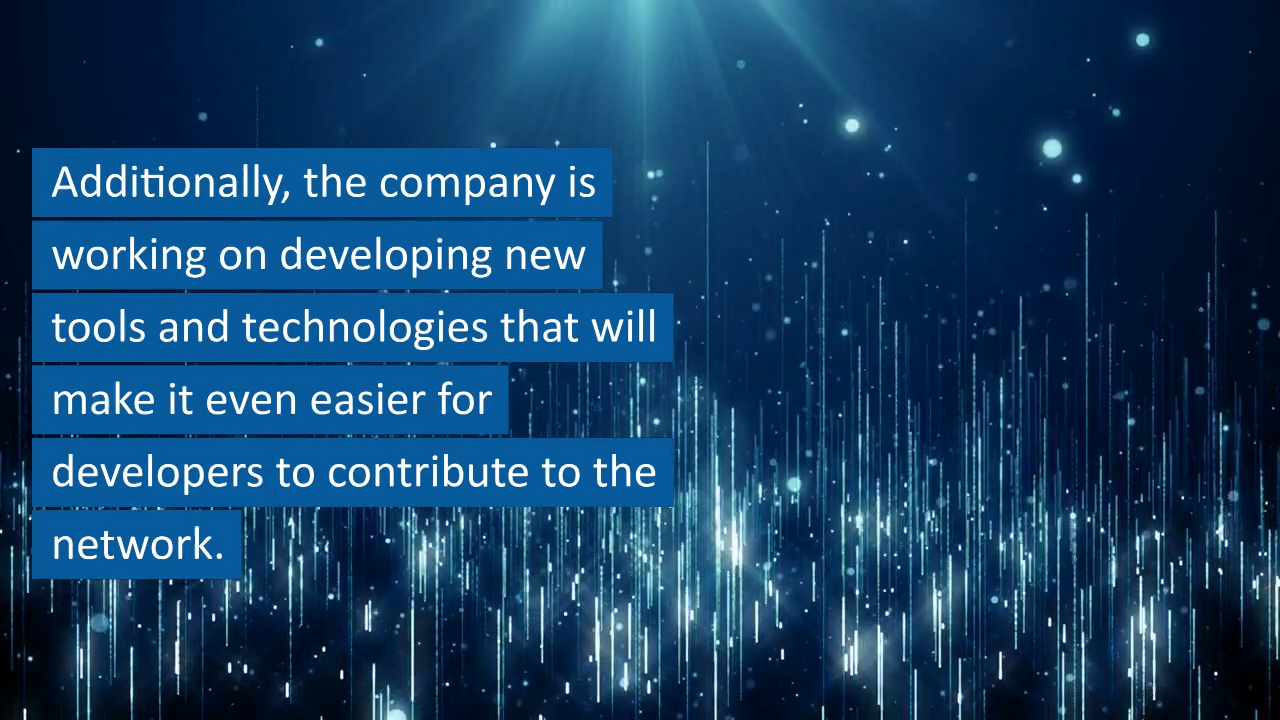 Additionally, the company is
working on developing new
tools and technologies that will
make it even easier for
developers to contribute to the
network.